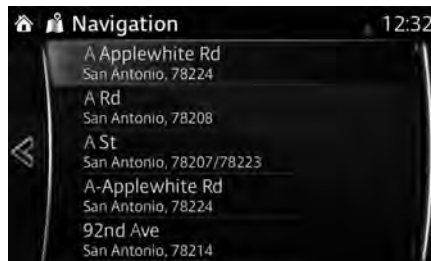 Navigation
12:32
A Applewhite Rd
San Antonio, 78224
A Rd
San Antonio, 78208
A St
San Antonio, 78207/78223
A-Applewhite Rd
San Antonio, 78224
92nd Ave
San Antonio, 78214